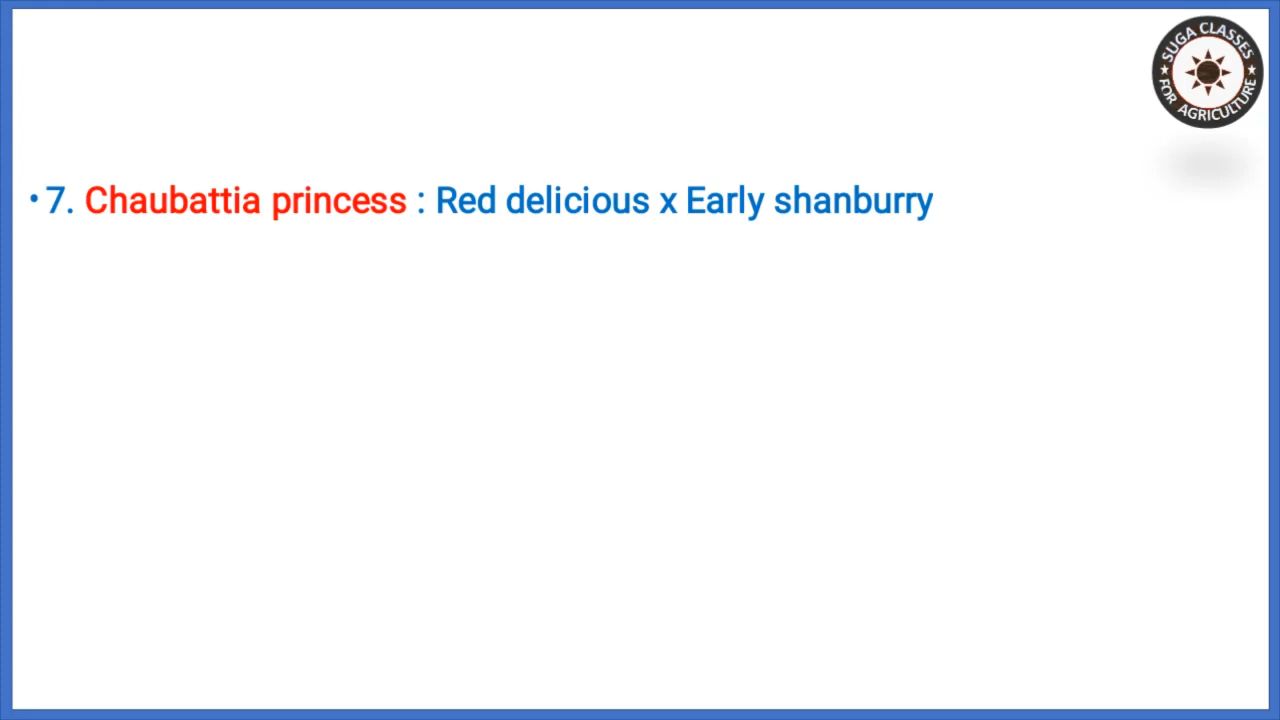 SUGA CLASSES
FOR AGRICULTURE
• 7. Chaubattia princess : Red delicious x Early shanburry